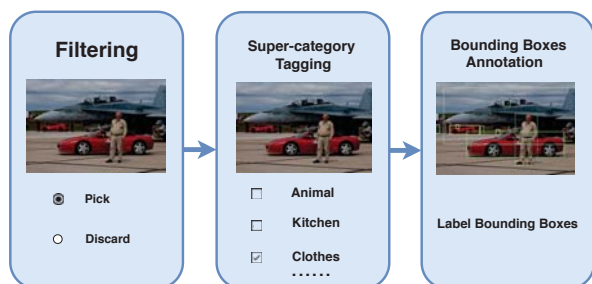 Filtering
Pick
Discard
Super-category
Tagging
Animal
Kitchen
Clothes
......
Bounding Boxes
Annotation
Label Bounding Boxes